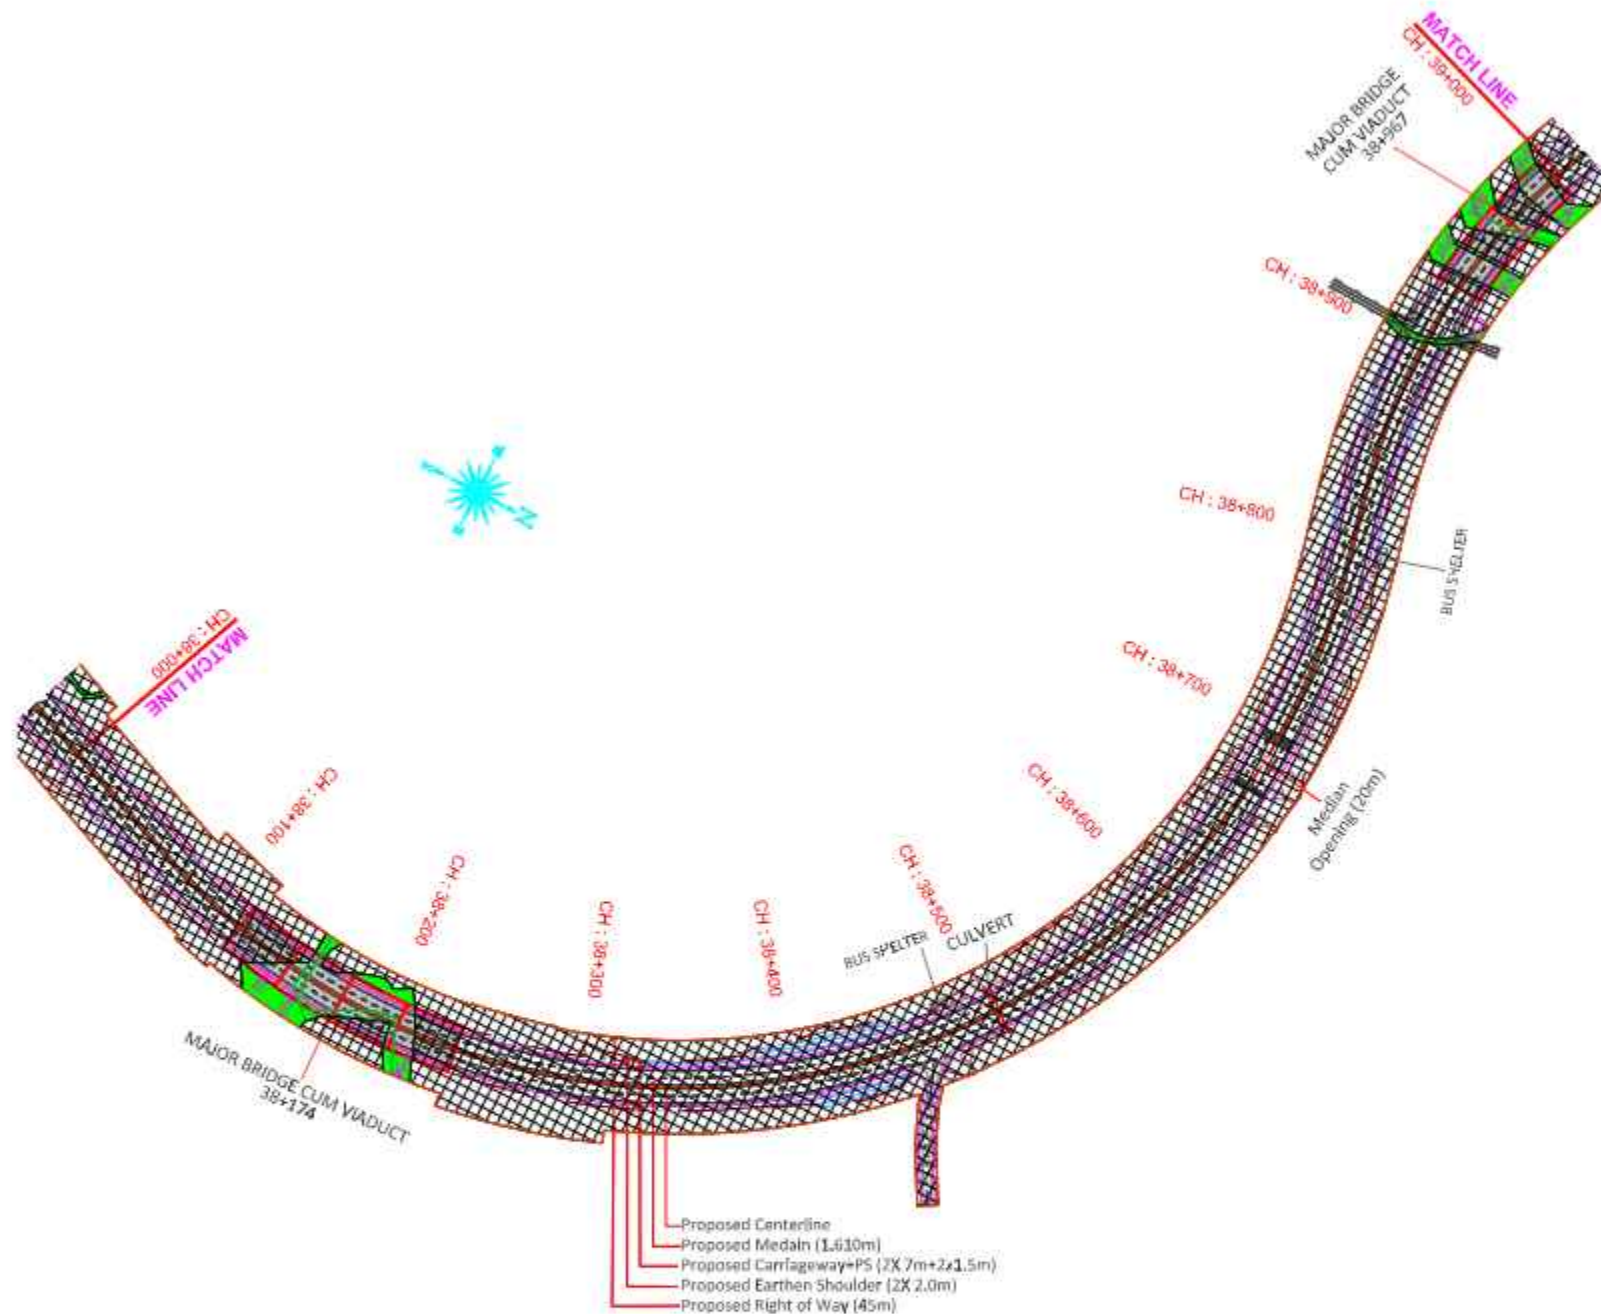 MATCH LINE
CH : 39+000
MAJOR BRIDGE
CUM VIADUCT
38+967
CH : 38+900
CH : 38+800
BUS SHELTER
CH : 38+700
Median
Opening (20m)
CH : 38+600
CH : 38+500
CULVERT
BUS SHELTER
CH : 38+400
CH : 38+300
CH : 38+200
CH : 38+100
CH : 38+000
MATCH LINE
N
MAJOR BRIDGE CUM VIADUCT
38+174
Proposed Centerline
Proposed Medain (1.610m)
Proposed Carriageway+PS (2X 7m+2x1.5m)
Proposed Earthen Shoulder (2X 2.0m)
Proposed Right of Way (45m)